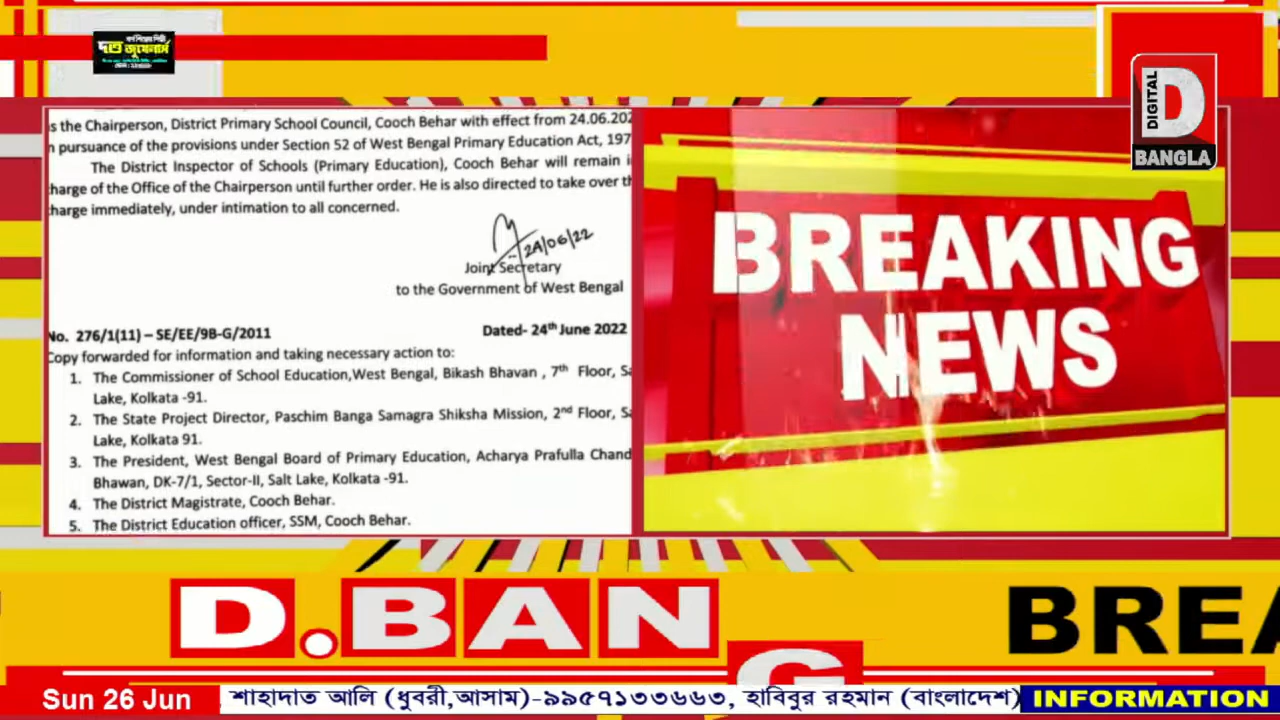 দত্ত জুয়েলার্স
DIGITAL
D
BANGLA
s the Chairperson, District Primary School Council, Cooch Behar with effect from 24.06.202
n pursuance of the provisions under Section 52 of West Bengal Primary Education Act, 197
The District Inspector of Schools (Primary Education), Cooch Behar will remain i
charge of the Office of the Chairperson until further order. He is also directed to take over th
charge immediately, under intimation to all concerned.
24/06/22
Joint Secretary
to the Government of West Bengal
No. 276/1(11) – SE/EE/9B-G/2011
Dated- 24th June 2022
Copy forwarded for information and taking necessary action to:
1. The Commissioner of School Education,West Bengal, Bikash Bhavan , 7th Floor, Sa
Lake, Kolkata -91.
2. The State Project Director, Paschim Banga Samagra Shiksha Mission, 2nd Floor, Sa
Lake, Kolkata 91.
3. The President, West Bengal Board of Primary Education, Acharya Prafulla Chand
Bhawan, DK-7/1, Sector-II, Salt Lake, Kolkata -91.
4. The District Magistrate, Cooch Behar.
5. The District Education officer, SSM, Cooch Behar.
BREAKING
NEWS
D.BANG
BREA
Sun 26 Jun
শাহাদাত আলি (ধুবরী,আসাম)-৯৯৫৭১৩৩৬৬৩, হাবিবুর রহমান (বাংলাদেশ)
INFORMATION